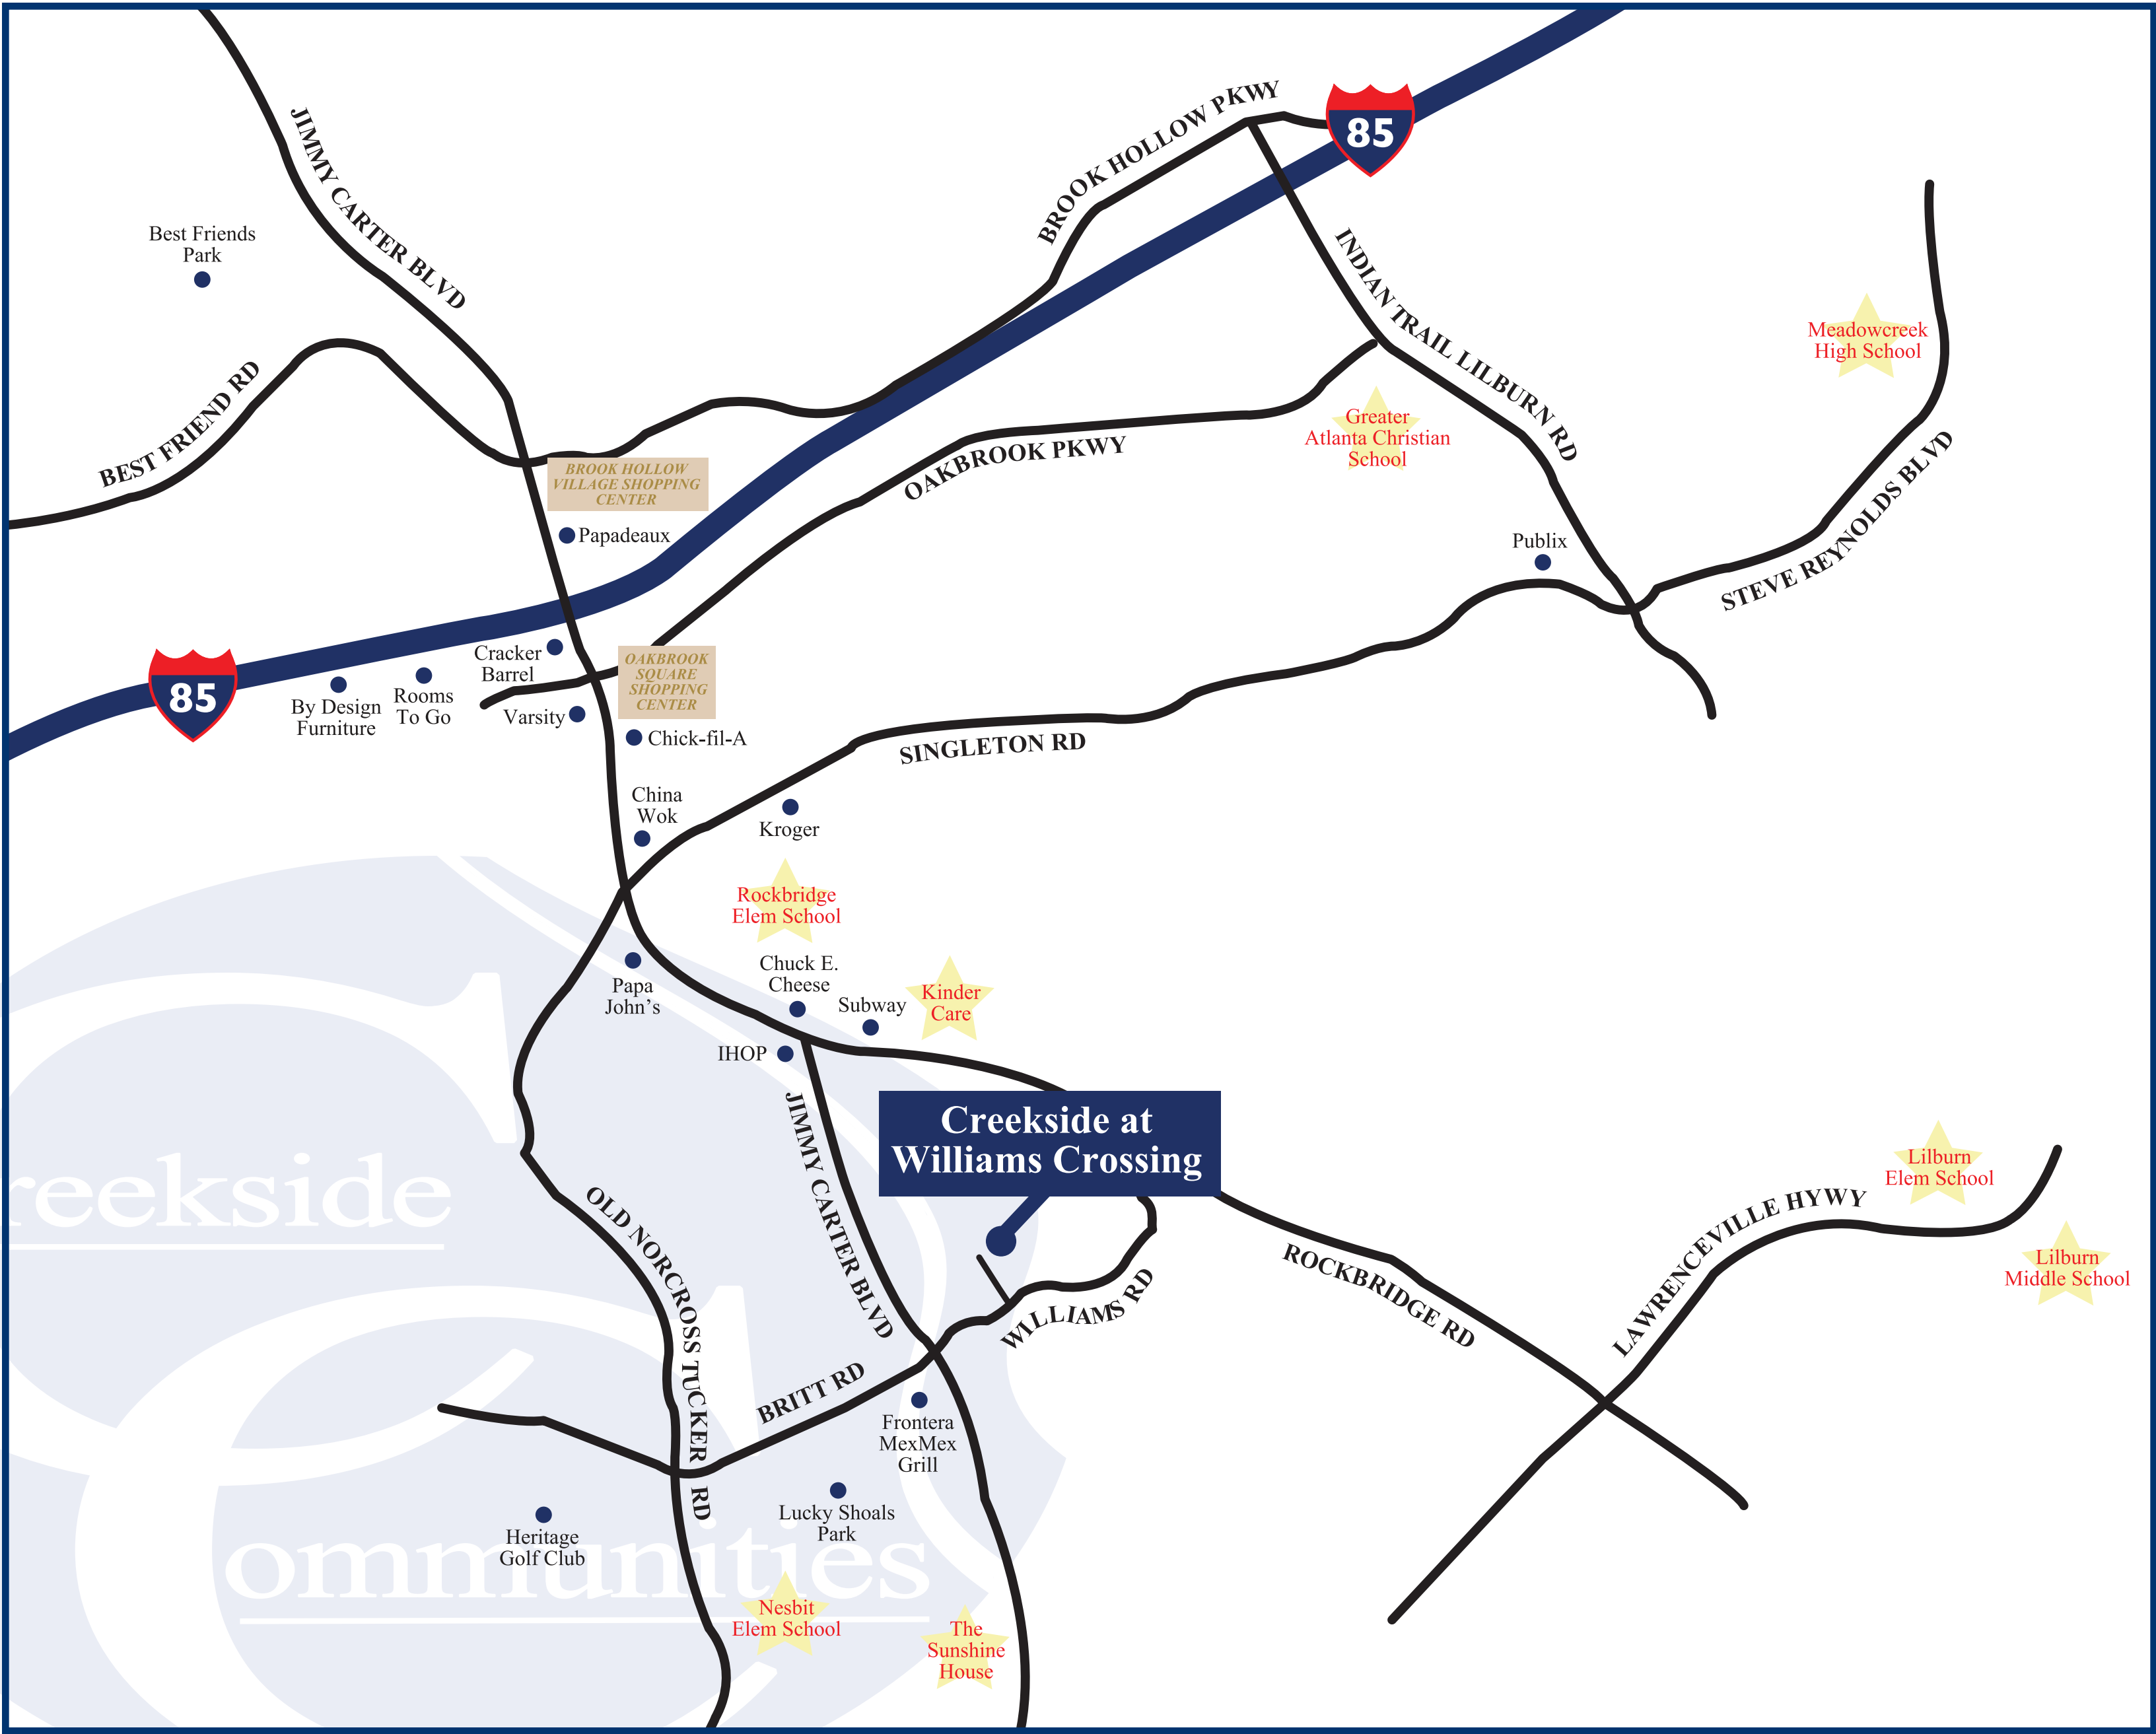 BROOK HOLLOW PKWY
85
JIMMY CARTER BLVD
Best Friends
Park
INDIAN TRAIL LILBURN RD
Meadowcreek
High School
BEST FRIEND RD
Greater
Atlanta Christian
School
OAKBROOK PKWY
BROOK HOLLOW
VILLAGE SHOPPING
CENTER
Papadeaux
Publix
STEVE REYNOLDS BLVD
85
Cracker
Barrel
OAKBROOK
SQUARE
SHOPPING
CENTER
By Design
Furniture
Rooms
To Go
Varsity
Chick-fil-A
SINGLETON RD
China
Wok
Kroger
Rockbridge
Elem School
Papa
John's
Chuck E.
Cheese
Subway
Kinder
Care
IHOP
Creekside at
Williams Crossing
JIMMY CARTER BLVD
reekside
OLD NORCROSS TUCKER RD
WILLIAMS RD
ROCKBRIDGE RD
LAWRENCEVILLE HYWY
Lilburn
Elem School
Lilburn
Middle School
BRITT RD
Frontera
MexMex
Grill
Lucky Shoals
Park
Heritage
Golf Club
ommunities
Nesbit
Elem School
The
Sunshine
House